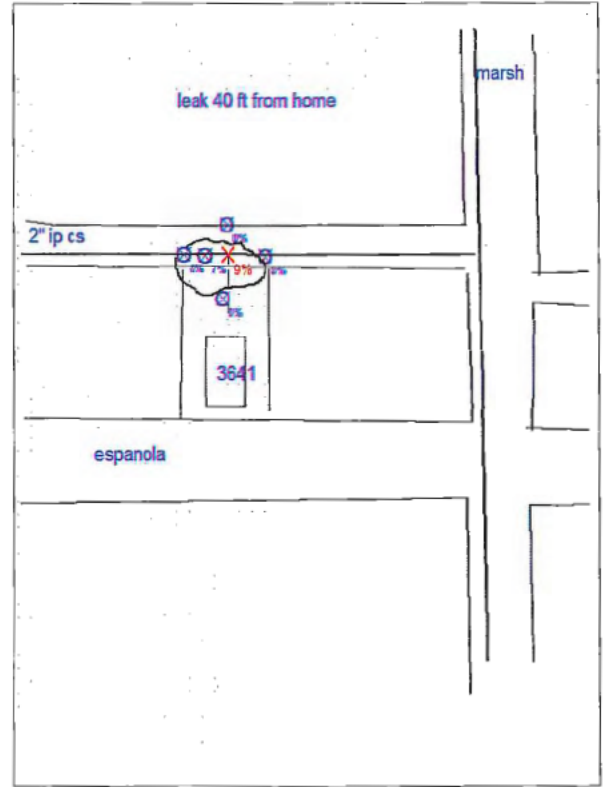 marsh
leak 40 ft from home
2" ip cs
0%
0% 7% 9% 0%
0%
3641
espanola